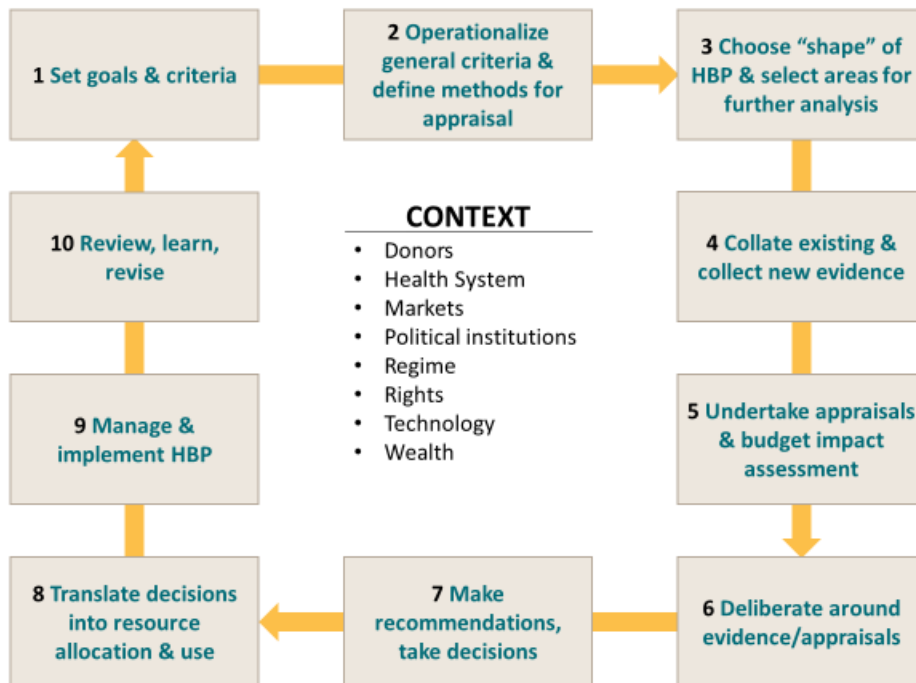 1 Set goals & criteria
2 Operationalize
general criteria &
define methods for
appraisal
3 Choose “shape” of
HBP & select areas for
further analysis
4 Collate existing &
collect new evidence
5 Undertake appraisals
& budget impact
assessment
6 Deliberate around
evidence/appraisals
7 Make
recommendations,
take decisions
8 Translate decisions
into resource
allocation & use
9 Manage &
implement HBP
10 Review, learn,
revise
CONTEXT
• Donors
• Health System
• Markets
• Political institutions
• Regime
• Rights
• Technology
• Wealth